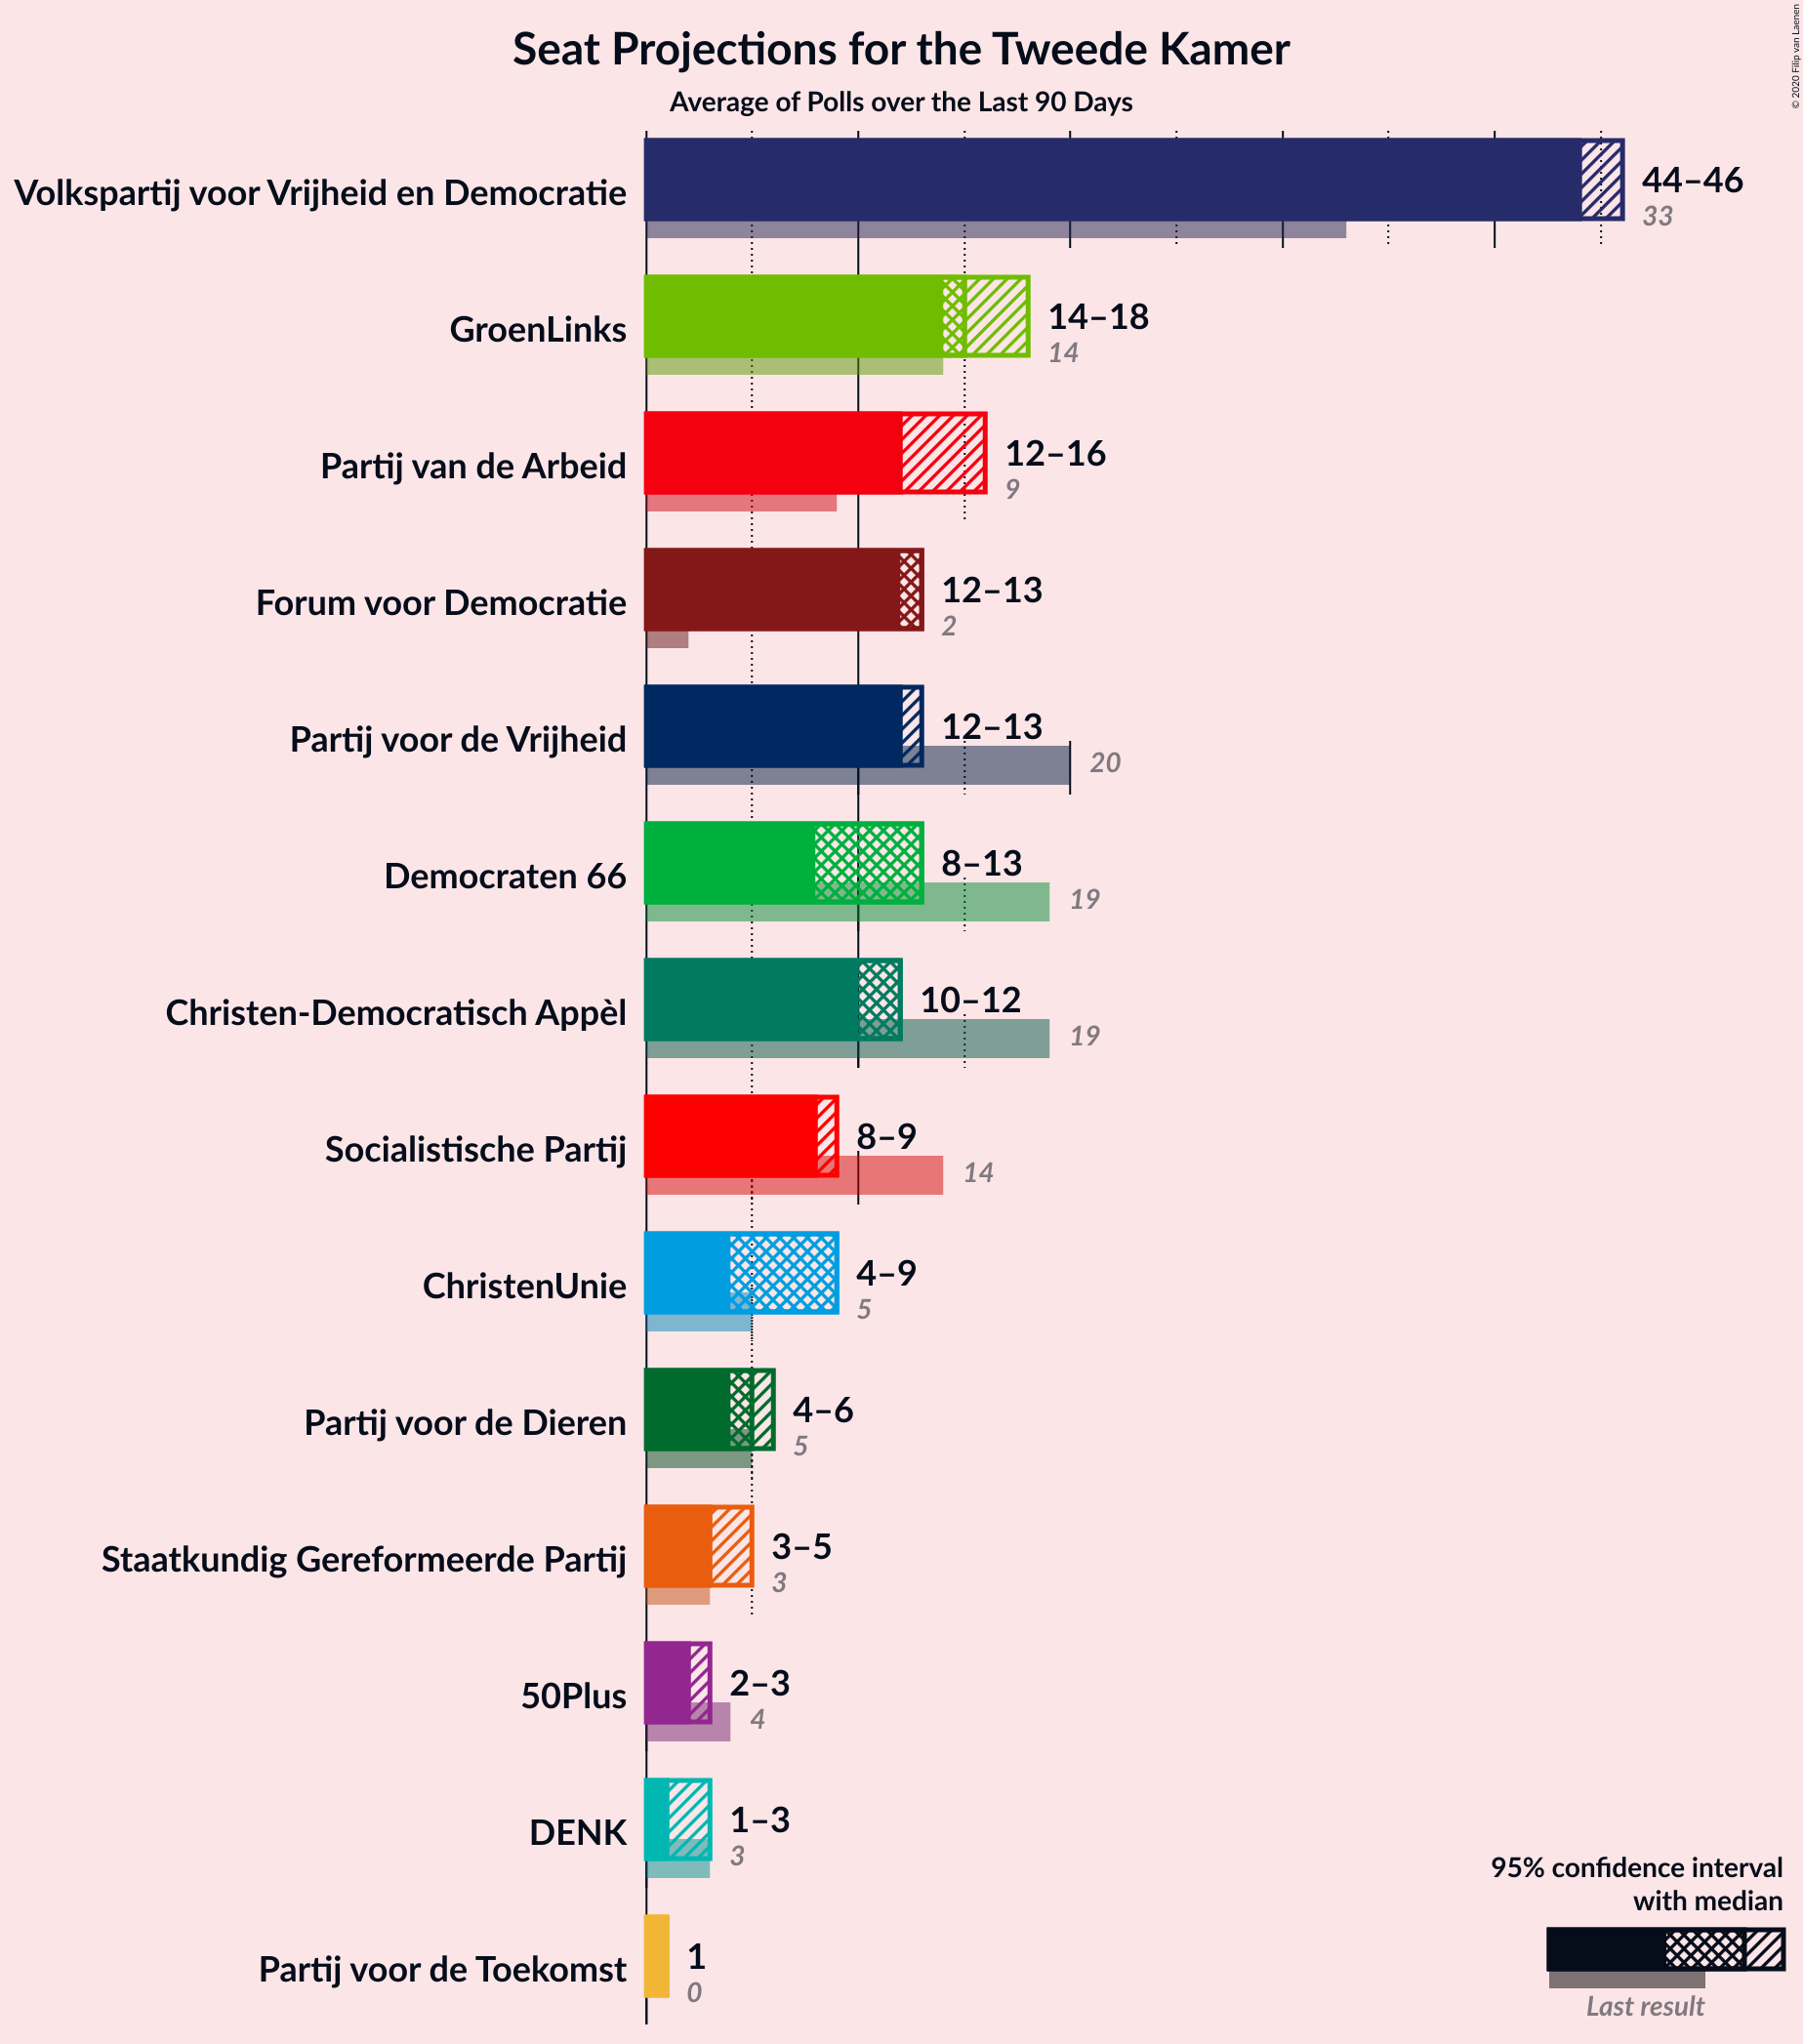 Seat Projections for the Tweede Kamer
Average of Polls over the Last 90 Days
© 2020 Filip van Laenen
Volkspartij voor Vrijheid en Democratie
44–46
33
GroenLinks
14–18
14
Partij van de Arbeid
12–16
9
Forum voor Democratie
12–13
2
Partij voor de Vrijheid
12–13
20
Democraten 66
8–13
19
Christen-Democratisch Appèl
10–12
19
Socialistische Partij
8–9
14
ChristenUnie
4–9
5
Partij voor de Dieren
4–6
5
Staatkundig Gereformeerde Partij
3–5
3
50Plus
2–3
4
DENK
1–3
3
Partij voor de Toekomst
1
0
95% confidence interval
with median
Last result